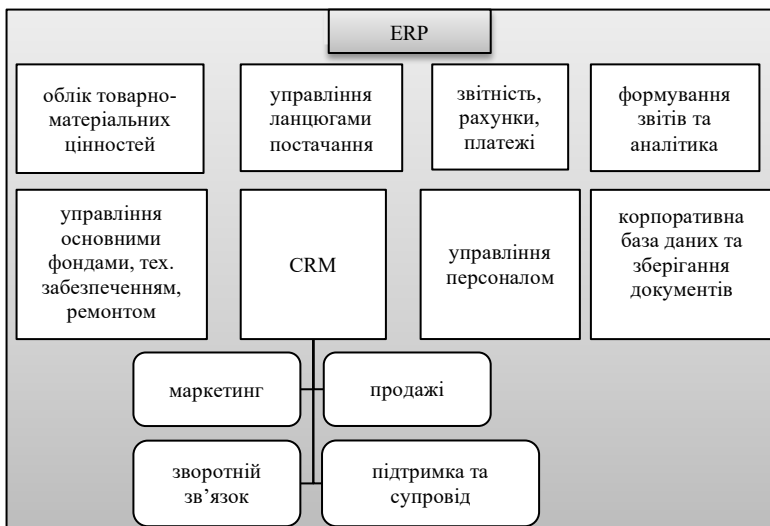 ERP
облік товарно-
матеріальних
цінностей
управління
ланцюгами
постачання
звітність,
рахунки,
платежі
формування
звітів та
аналітика
управління
основними
фондами, тех.
забезпеченням,
ремонтом
CRM
управління
персоналом
корпоративна
база даних та
зберігання
документів
маркетинг
продажі
зворотній
зв’язок
підтримка та
супровід